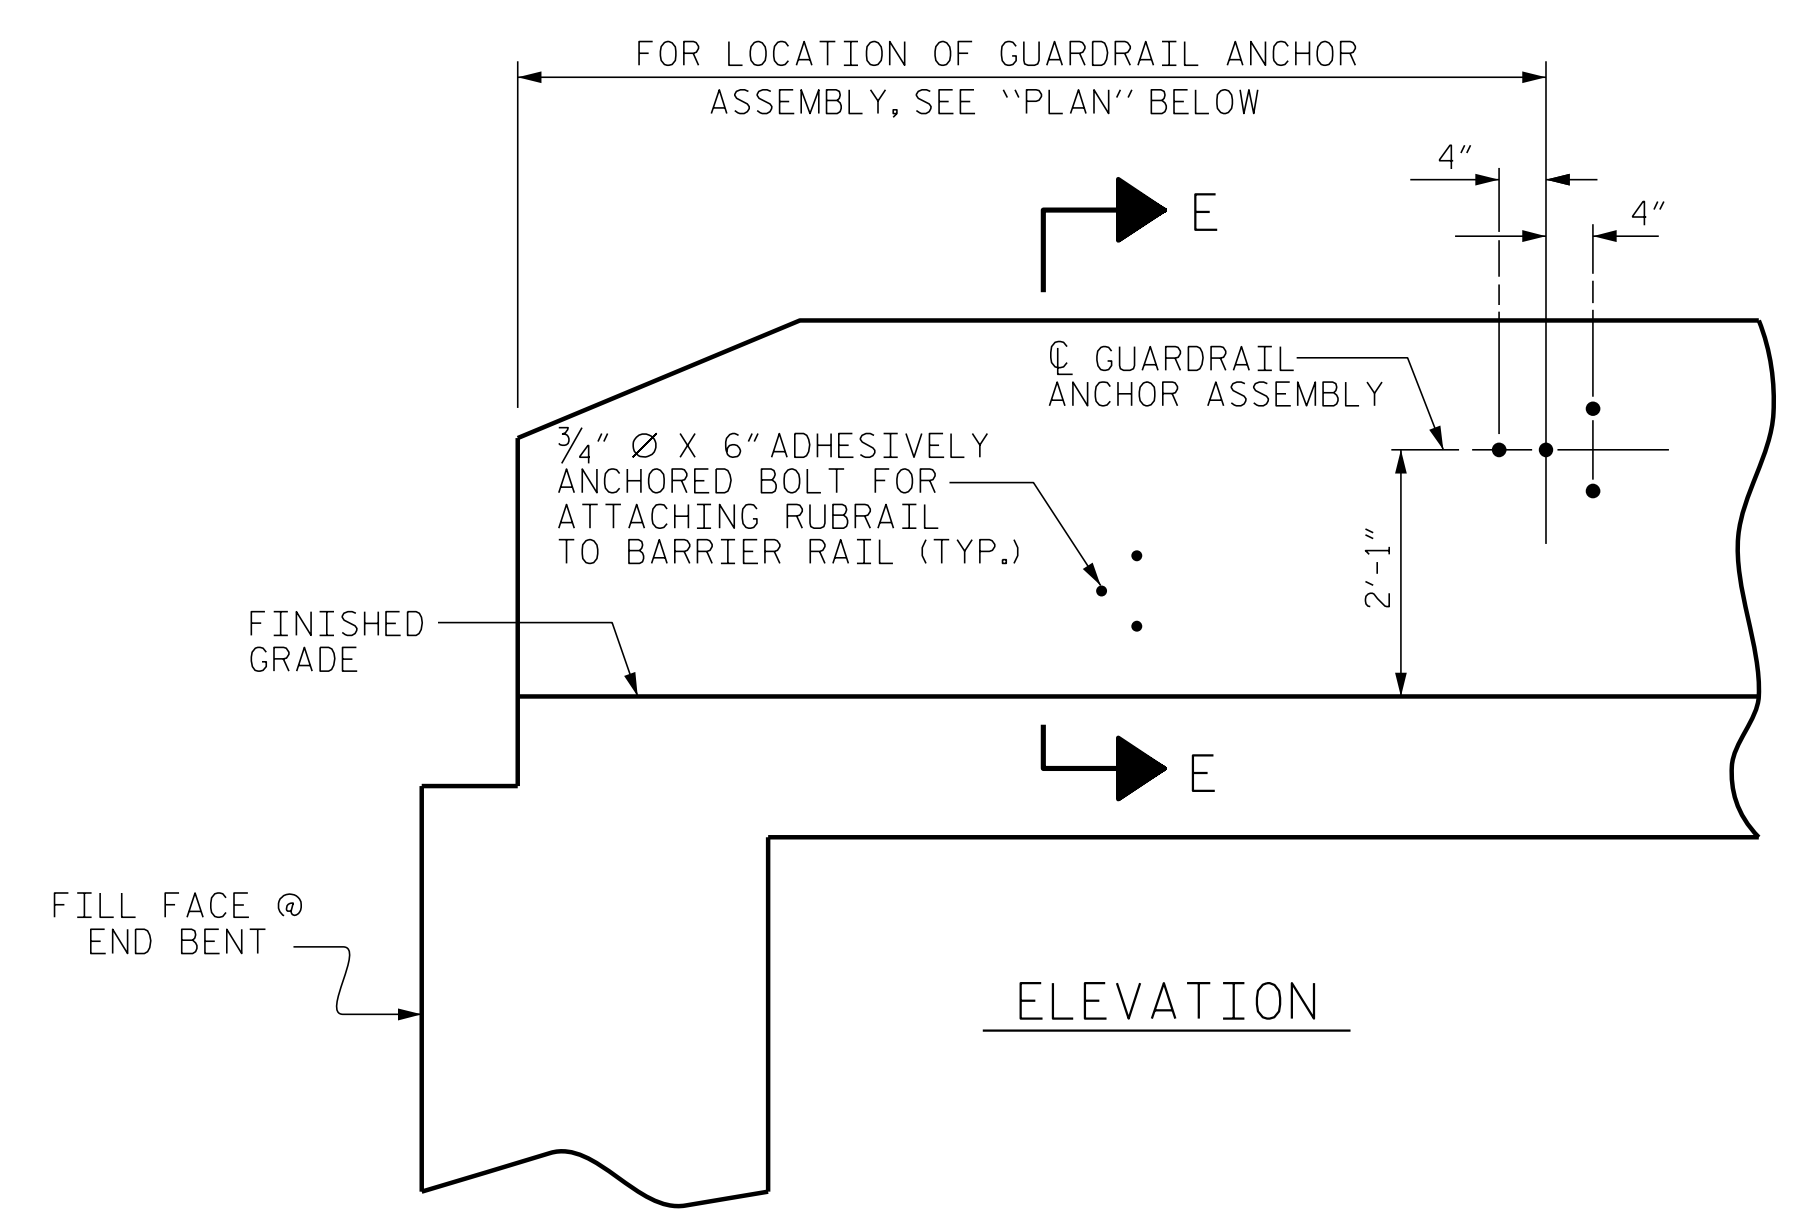 FOR LOCATION OF GUARDRAIL ANCHOR
ASSEMBLY, SEE "PLAN" BELOW
4"
4"
E
℄ GUARDRAIL
ANCHOR ASSEMBLY
3/4" Ø X 6" ADHESIVELY
ANCHORED BOLT FOR
ATTACHING RUBRAIL
TO BARRIER RAIL (TYP.)
2'-1"
FINISHED
GRADE
E
FILL FACE @
END BENT
ELEVATION